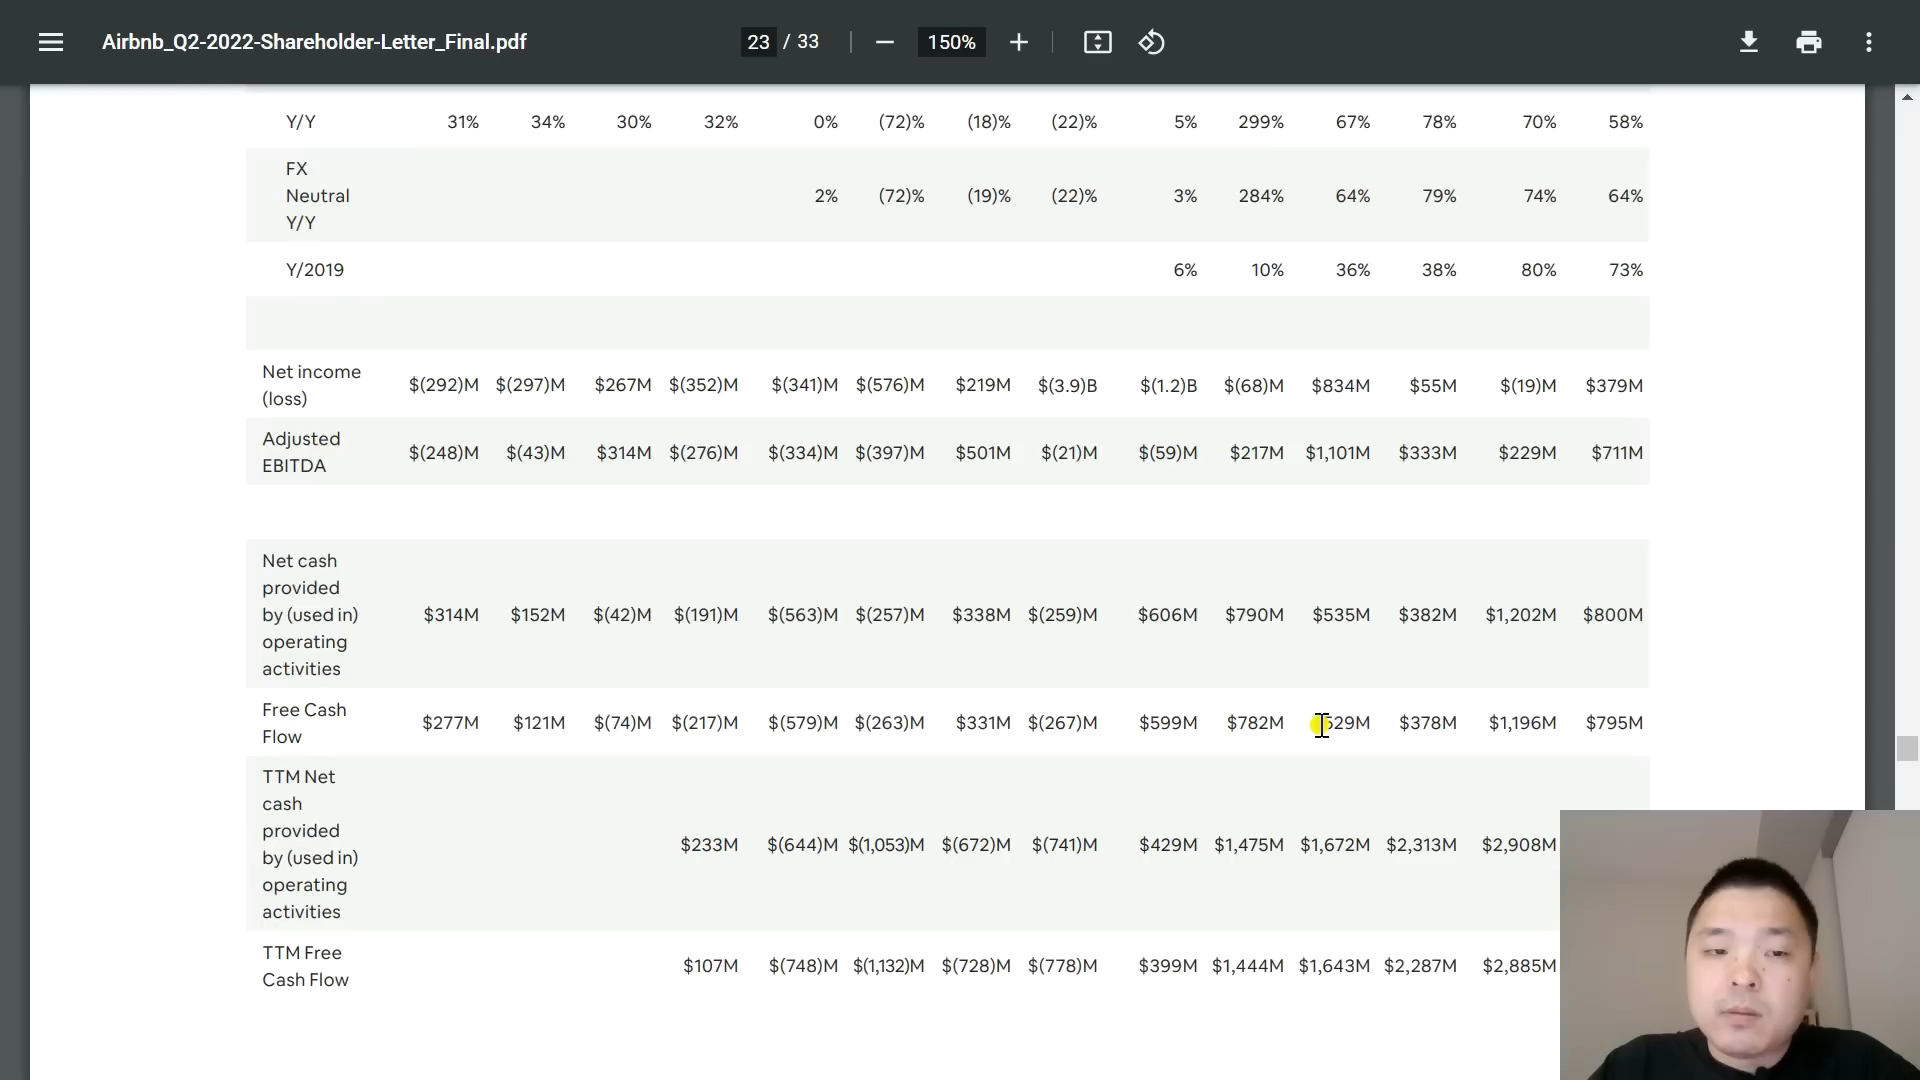 Airbnb_Q2-2022-Shareholder-Letter_Final.pdf 23 / 33 150%
Y/Y 31% 34% 30% 32% 0% (72)% (18)% (22)% 5% 299% 67% 78% 70% 58%
FX
Neutral 2% (72)% (19)% (22)% 3% 284% 64% 79% 74% 64%
Y/Y
Y/2019 6% 10% 36% 38% 80% 73%
Net income
(loss) $(292)M $(297)M $267M $(352)M $(341)M $(576)M $219M $(3.9)B $(1.2)B $(68)M $834M $55M $(19)M $379M
Adjusted
EBITDA $(248)M $(43)M $314M $(276)M $(334)M $(397)M $501M $(21)M $(59)M $217M $1,101M $333M $229M $711M
Net cash
provided
by (used in) $314M $152M $(42)M $(191)M $(563)M $(257)M $338M $(259)M $606M $790M $535M $382M $1,202M $800M
operating
activities
Free Cash
Flow $277M $121M $(74)M $(217)M $(579)M $(263)M $331M $(267)M $599M $782M 529M $378M $1,196M $795M
TTM Net
cash
provided
by (used in) $233M $(644)M $(1,053)M $(672)M $(741)M $429M $1,475M $1,672M $2,313M $2,908M
operating
activities
TTM Free
Cash Flow $107M $(748)M $(1,132)M $(728)M $(778)M $399M $1,444M $1,643M $2,287M $2,885M